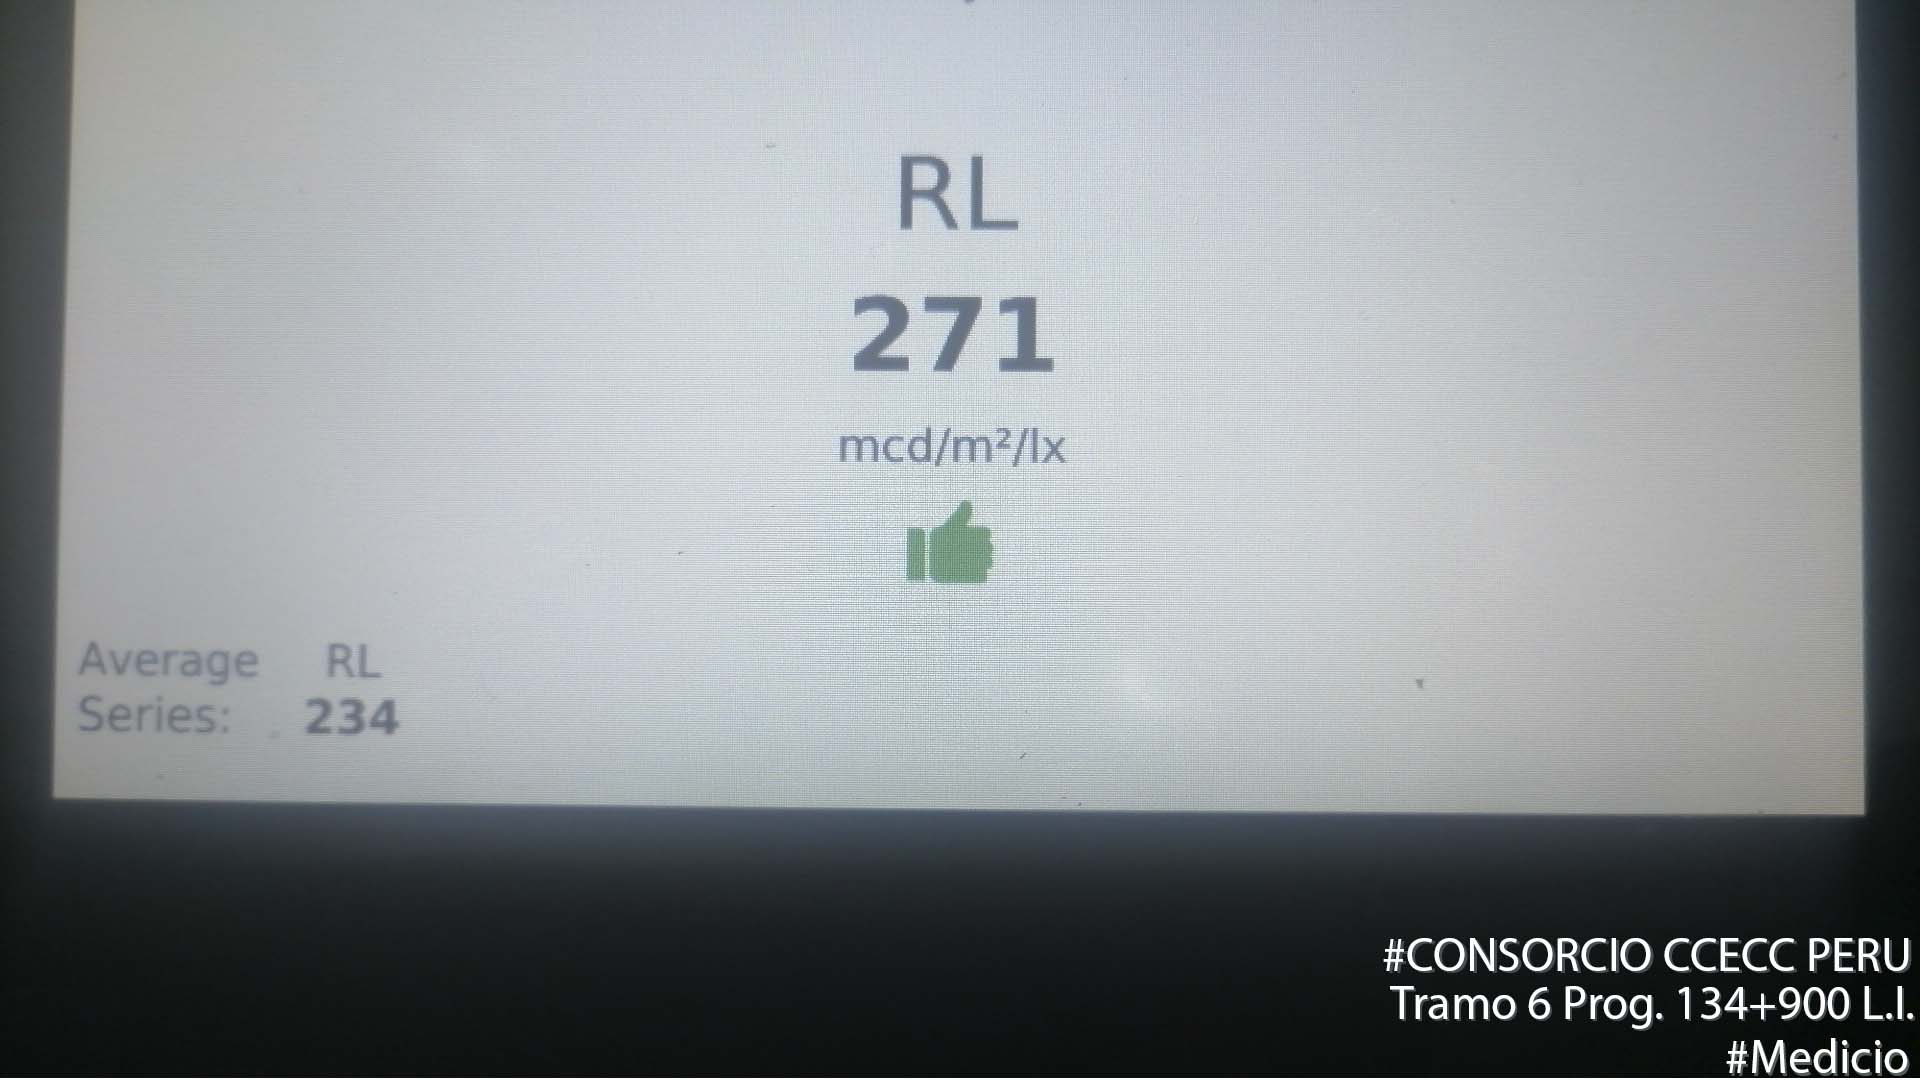 RL
271
mcd/m²/lx
Average RL
Series: 234
#CONSORCIO CCECC PERU
Tramo 6 Prog. 134+900 L.I.
#Medicio